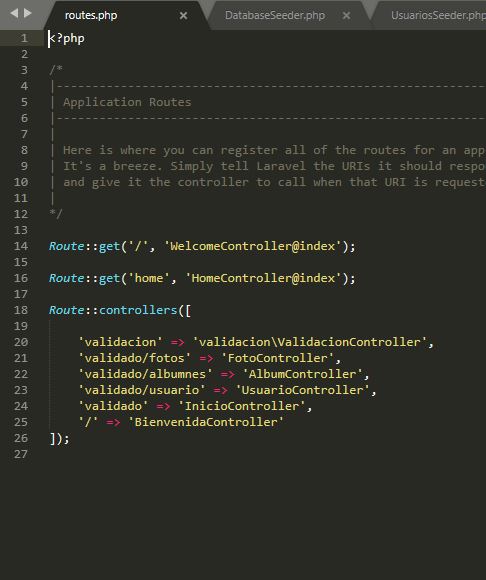 routes.php × DatabaseSeeder.php × UsuariosSeeder.php
1 <?php
2
3 /*
4 |--------------------------------------------------------------
5 | Application Routes
6 |--------------------------------------------------------------
7 |
8 | Here is where you can register all of the routes for an app
9 | It's a breeze. Simply tell Laravel the URIs it should respo
10 | and give it the controller to call when that URI is request
11 |
12 */
13
14 Route::get('/', 'WelcomeController@index');
15
16 Route::get('home', 'HomeController@index');
17
18 Route::controllers([
19
20 'validacion' => 'validacion\ValidacionController',
21 'validado/fotos' => 'FotoController',
22 'validado/albumnes' => 'AlbumController',
23 'validado/usuario' => 'UsuarioController',
24 'validado' => 'InicioController',
25 '/' => 'BienvenidaController'
26 ]);
27